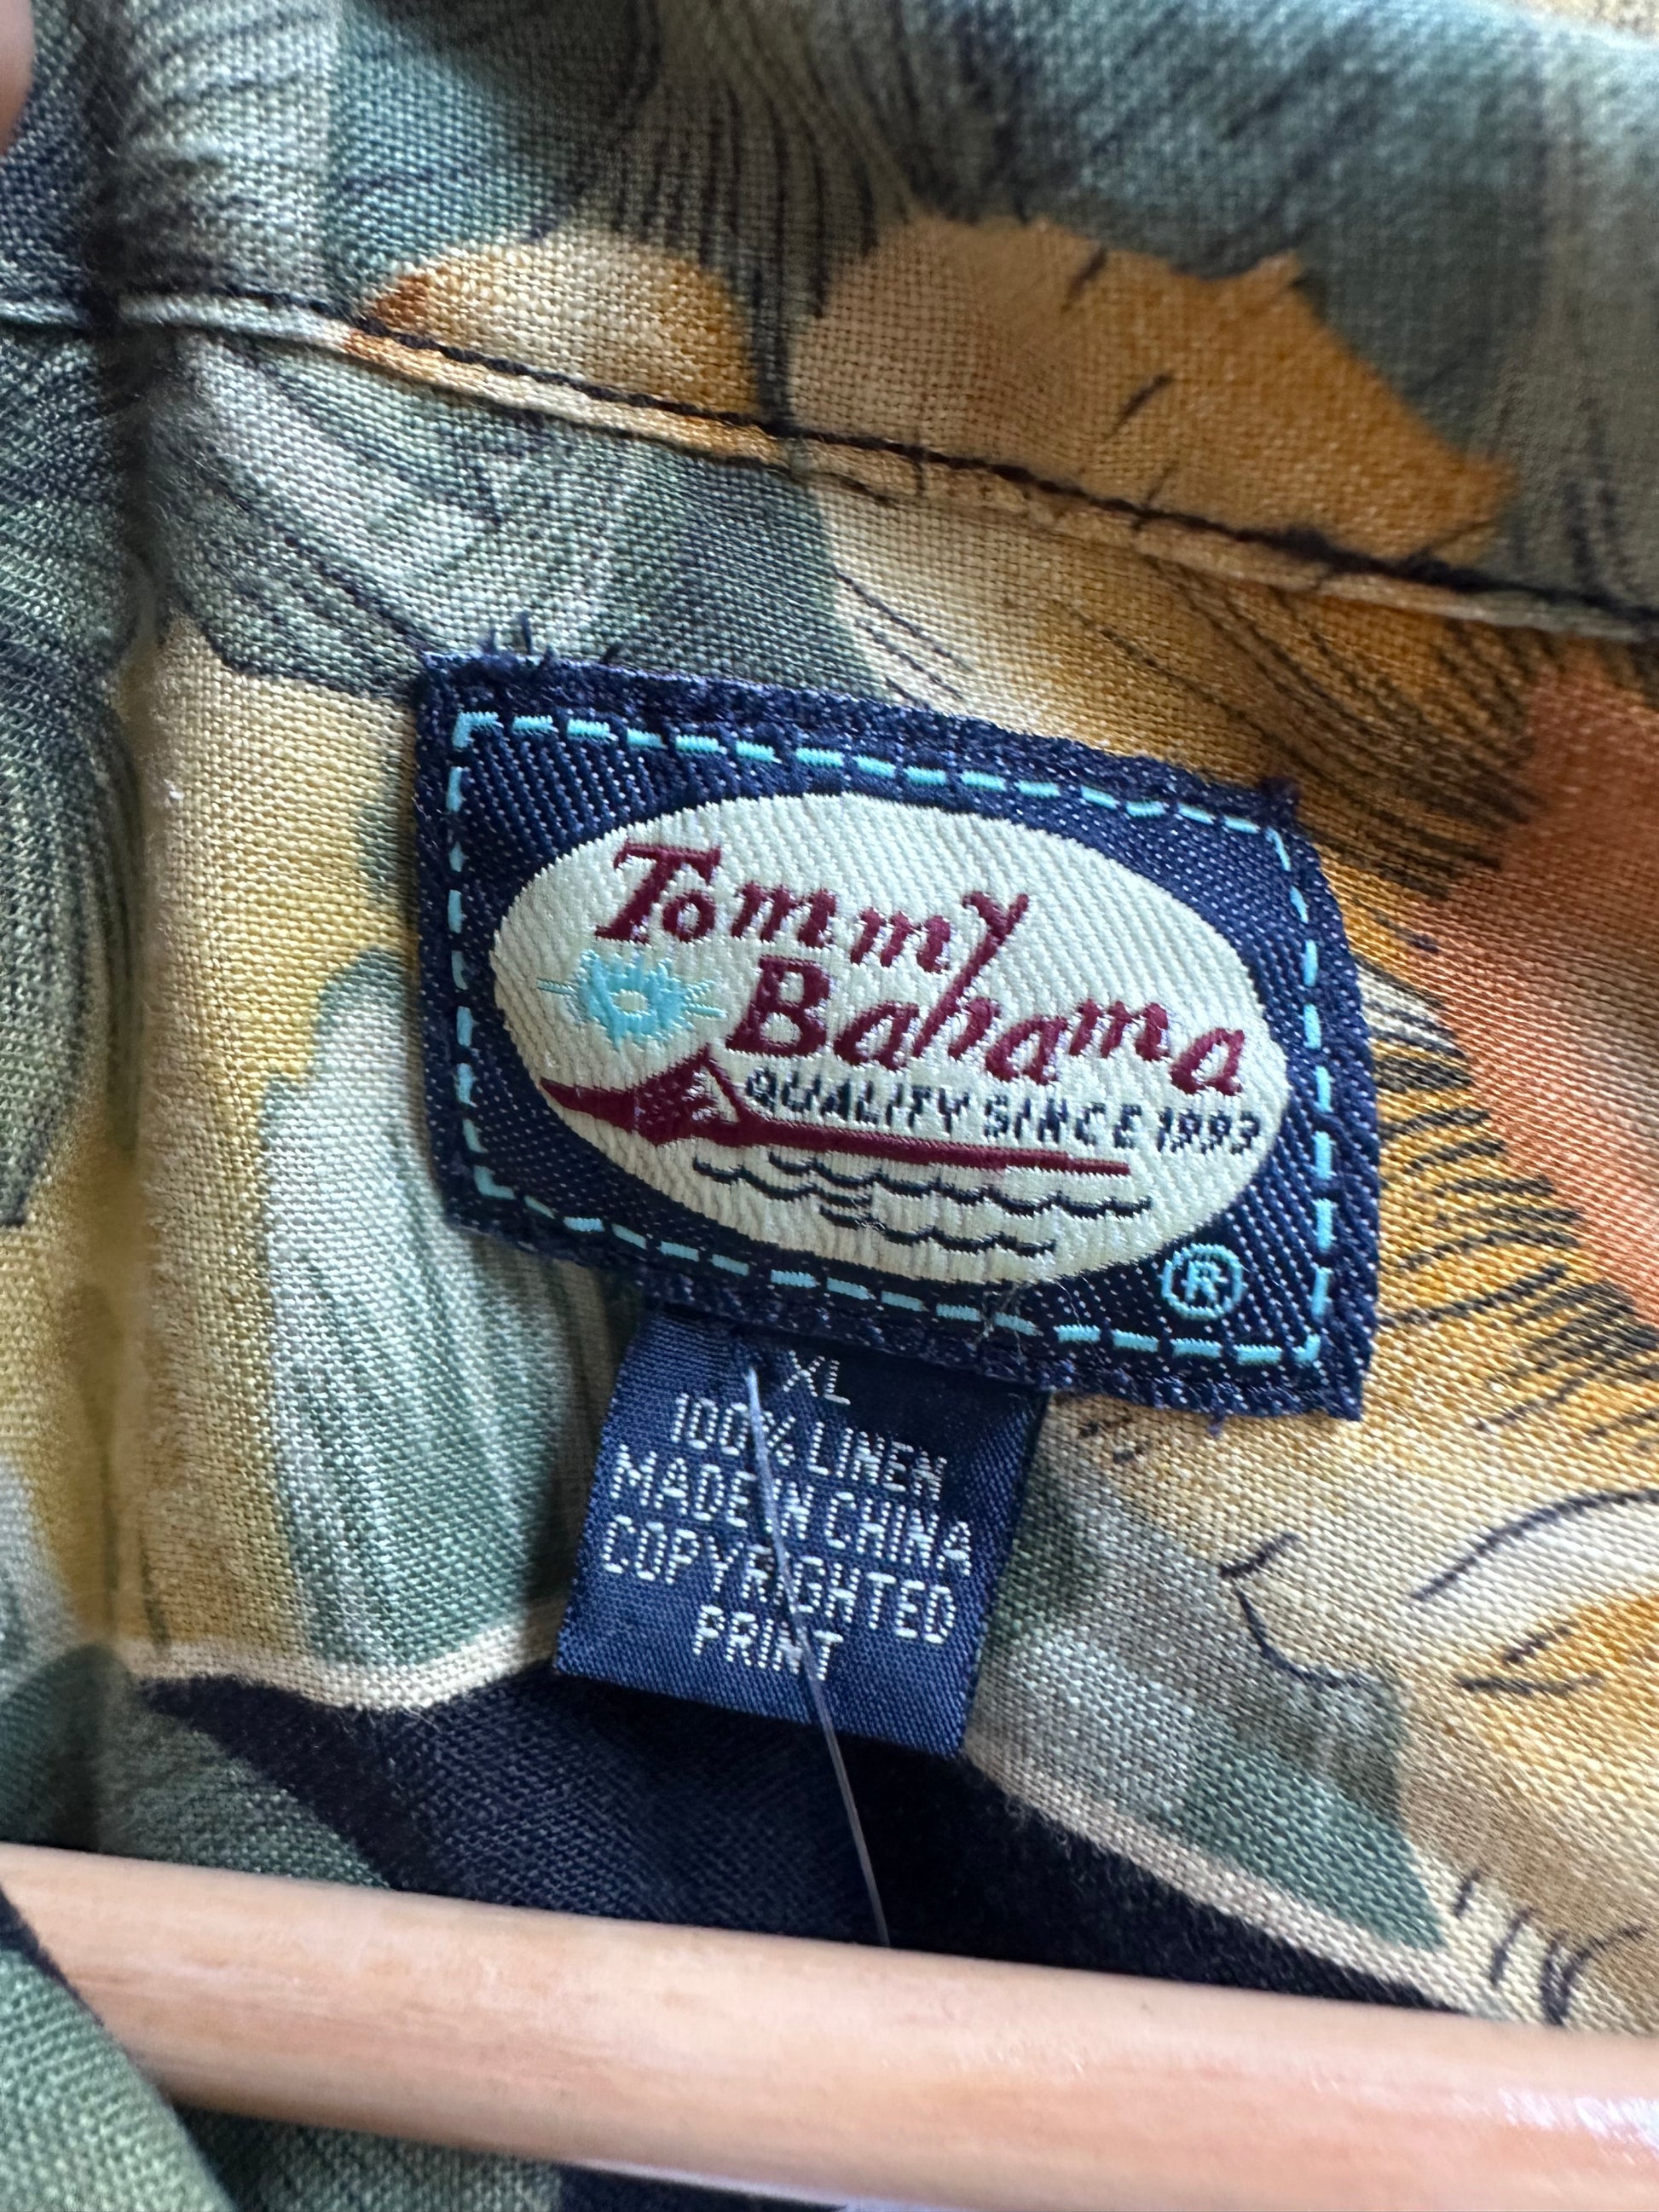 Tommy
Bahama
QUALITY SINCE 1993
®
XL
100% LINEN
MADE IN CHINA
COPYRIGHTED
PRINT